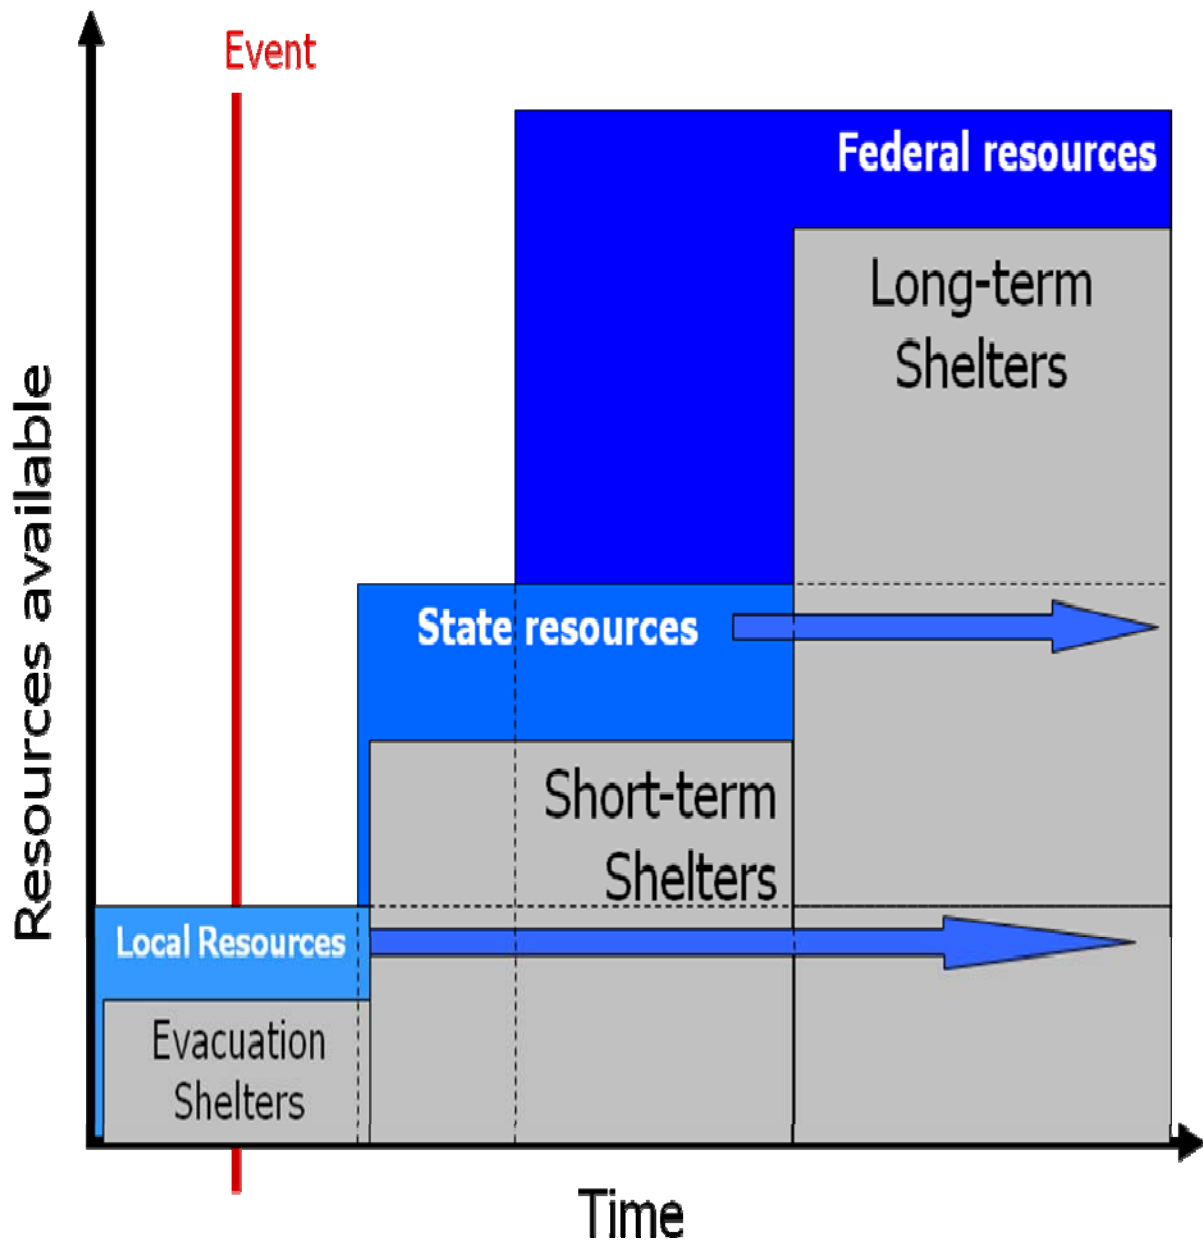 Event
Federal resources
Long-term
Shelters
State resources
Short-term
Shelters
Local Resources
Evacuation
Shelters
Resources available
Time